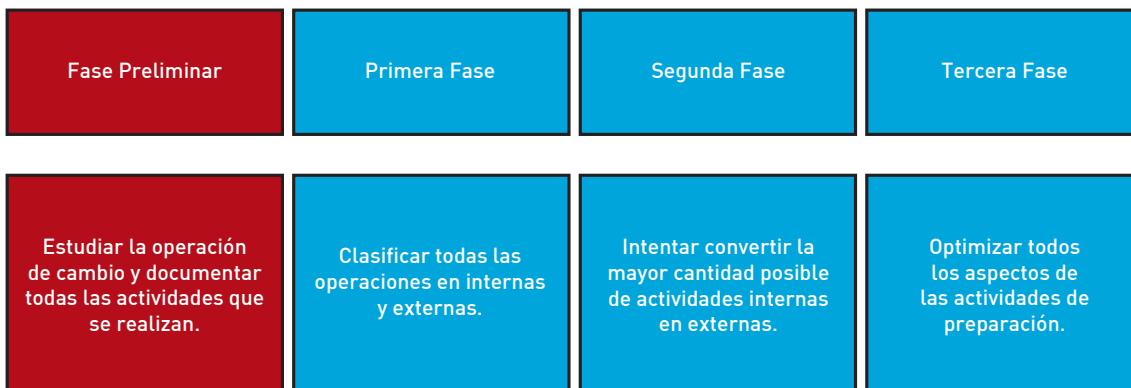 Fase Preliminar
Primera Fase
Segunda Fase
Tercera Fase
Estudiar la operación
de cambio y documentar
todas las actividades que
se realizan.
Clasificar todas las
operaciones en internas
y externas.
Intentar convertir la
mayor cantidad posible
de actividades internas
en externas.
Optimizar todos
los aspectos de
las actividades de
preparación.